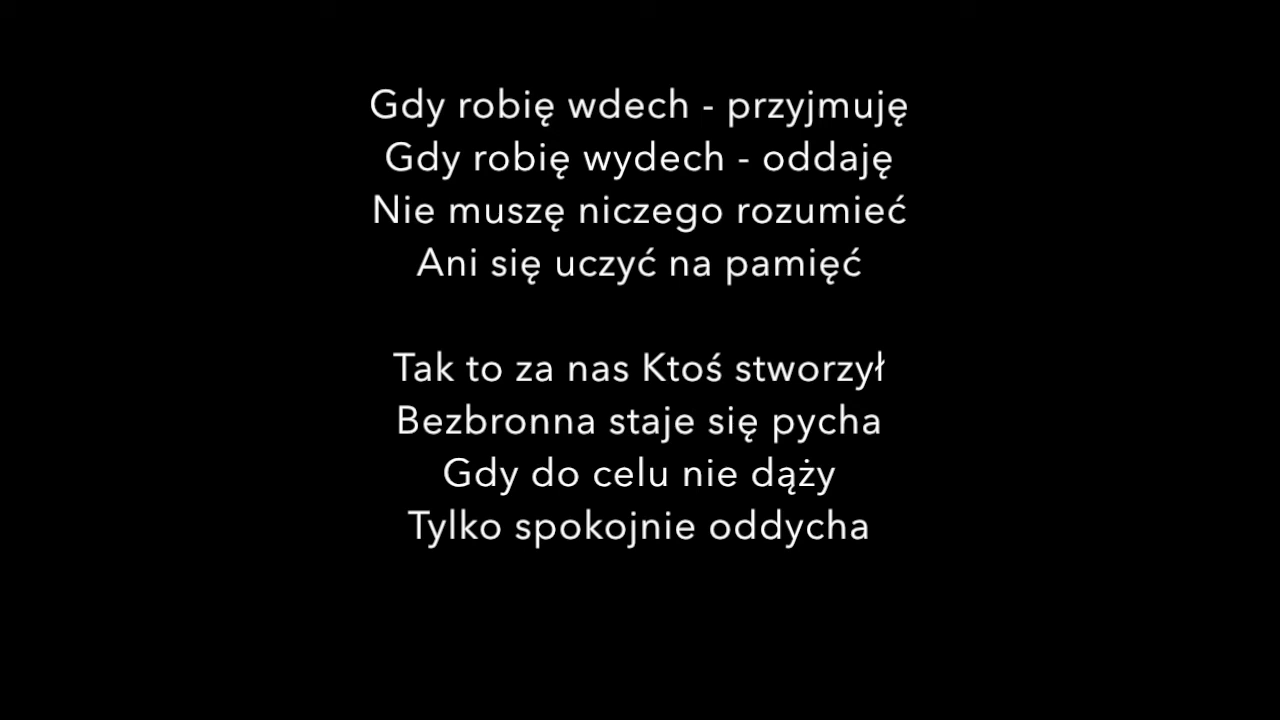 Gdy robię wdech - przyjmuję
Gdy robię wydech - oddaję
Nie muszę niczego rozumieć
Ani się uczyć na pamięć
Tak to za nas Ktoś stworzył
Bezbronna staje się pycha
Gdy do celu nie dąży
Tylko spokojnie oddycha